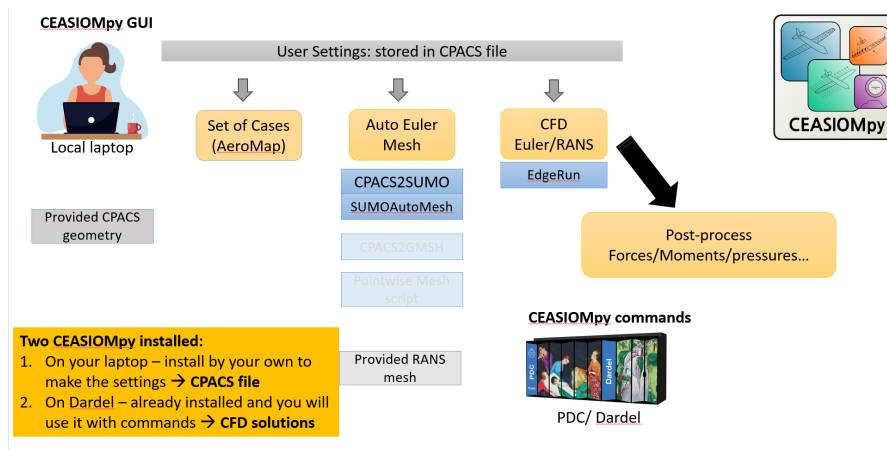 CEASIOMpy GUI
User Settings: stored in CPACS file
Local laptop
Set of Cases
(AeroMap)
Auto Euler
Mesh
CFD
Euler/RANS
CEASIOMpy
CPACS2SUMO
SUMOAutoMesh
EdgeRun
Provided CPACS
geometry
CPACS2GMSH
Pointwise Mesh
script
Post-process
Forces/Moments/pressures...
CEASIOMpy commands
Two CEASIOMpy installed:
1. On your laptop – install by your own to
make the settings → CPACS file
2. On Dardel – already installed and you will
use it with commands → CFD solutions
Provided RANS
mesh
PDC
Dardel
PDC/ Dardel